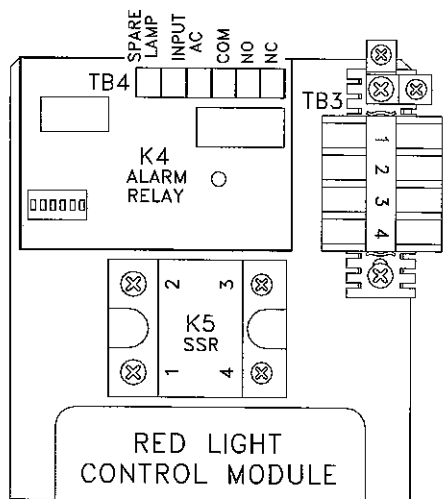 SPARE LAMP
INPUT AC
COM
NO
NC
TB4
TB3
K4
ALARM
RELAY
1
2
3
4
2 3
K5
SSR
1 4
RED LIGHT
CONTROL MODULE